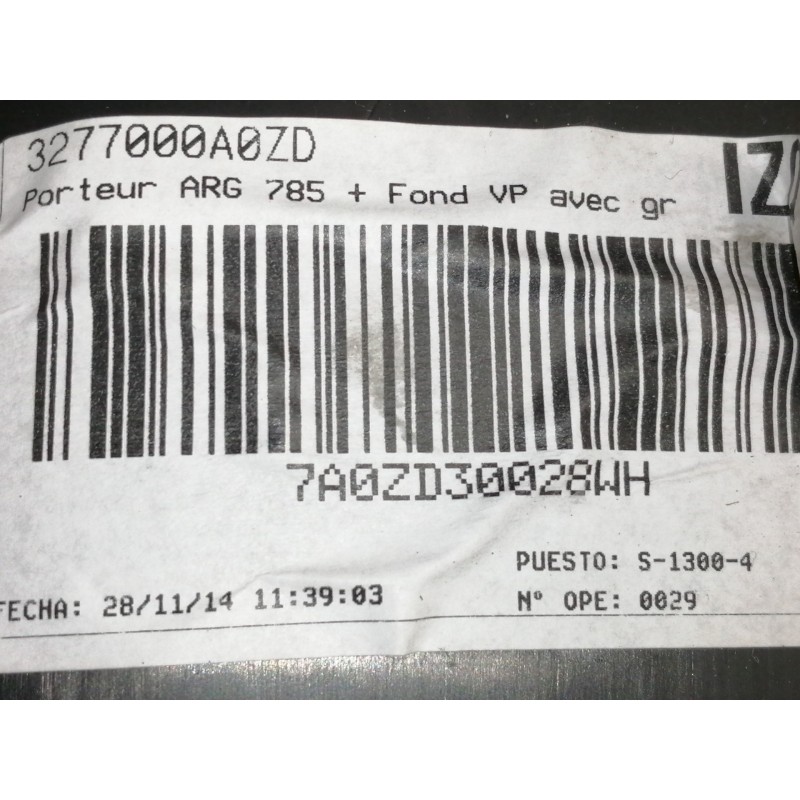 3277000A0ZD
Porteur ARG 785 + Fond VP avec gr
7A0ZD30028WH
PUESTO: S-1300-4
FECHA: 28/11/14 11:39:03
Nº OPE: 0029